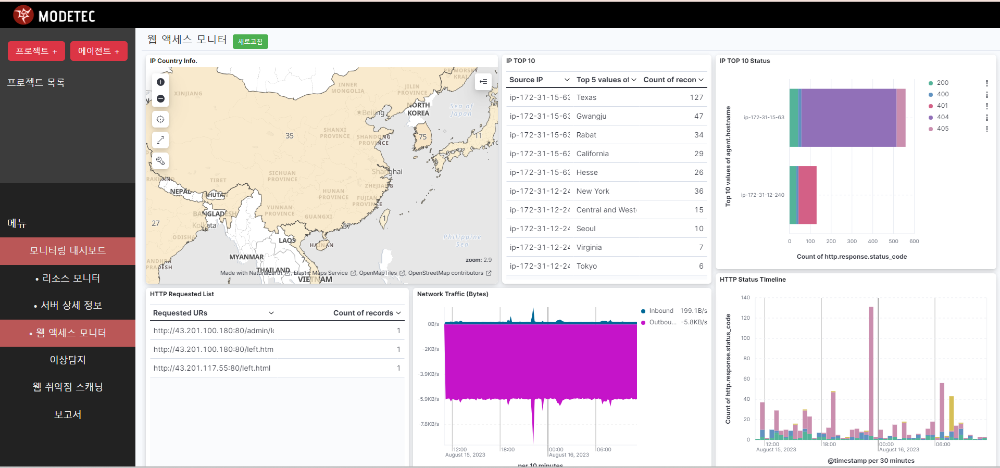 MODETEC
프로젝트 +
에이전트 +
프로젝트 목록
메뉴
모니터링 대시보드
• 리소스 모니터
• 서버 상세 정보
• 웹 액세스 모니터
이상탐지
웹 취약점 스캐닝
보고서
웹 액세스 모니터
새로고침
IP Country Info.
PRIMORSKY
KRAI
INNER
MONGOLIA
JILIN
PROVINCE
XINJIANG
NORTH
KOREA
Sea of
Japan
Beijing
SHANXI
PROVINCE
SHANDONG
PROVINCE
35
75
11
Shanghai
SICHUAN
PROVINCE
TIBET
ZHEJIANG
NEPAL
BHUTAN
HUNAN
PROVINCE
FUJIAN
PROVINCE
YUNNAN
PROVINCE
GUANGXI
BANGLADESH
1
27
Kolkata
37
ODISHA
LAOS
HAINAN
Philippine
Sea
MYANMAR
7
ANDHRA
PRADESH
THAILAND
VIETNAM
zoom: 2.9
Made with NaturalEarth, Elastic Maps Service, OpenMapTiles, OpenStreetMap contributors
IP TOP 10
Source IP Top 5 values of Count of recor
ip-172-31-15-63 Texas 127
ip-172-31-15-63 Gwangju 47
ip-172-31-15-63 Rabat 34
ip-172-31-15-63 California 29
ip-172-31-15-63 Hesse 26
ip-172-31-12-24 New York 36
ip-172-31-12-24 Central and West 15
ip-172-31-12-24 Seoul 10
ip-172-31-12-24 Virginia 7
ip-172-31-12-24 Tokyo 6
IP TOP 10 Status
Top 10 values of agent.hostname
ip-172-31-15-63
ip-172-31-12-240
0 100 200 300 400 500 600
Count of http.response.status_code
200
400
401
404
405
HTTP Requested List
Requested URs Count of records
http://43.201.100.180:80/admin/lo 1
http://43.201.100.180:80/left.htm 1
http://43.201.117.55:80/left.html 1
Network Traffic (Bytes)
0B/s
-2KB/s
-3.9KB/s
-5.9KB/s
-7.8KB/s
12:00 18:00 00:00 06:00
August 15, 2023 August 16, 2023
per 10 minutes
Inbound 199.1B/s
Outbou... -5.8KB/s
HTTP Status TImeline
Count of http.response.status_code
140
120
100
80
60
40
20
0
12:00 18:00 00:00 06:00
August 15, 2023 August 16, 2023
@timestamp per 30 minutes